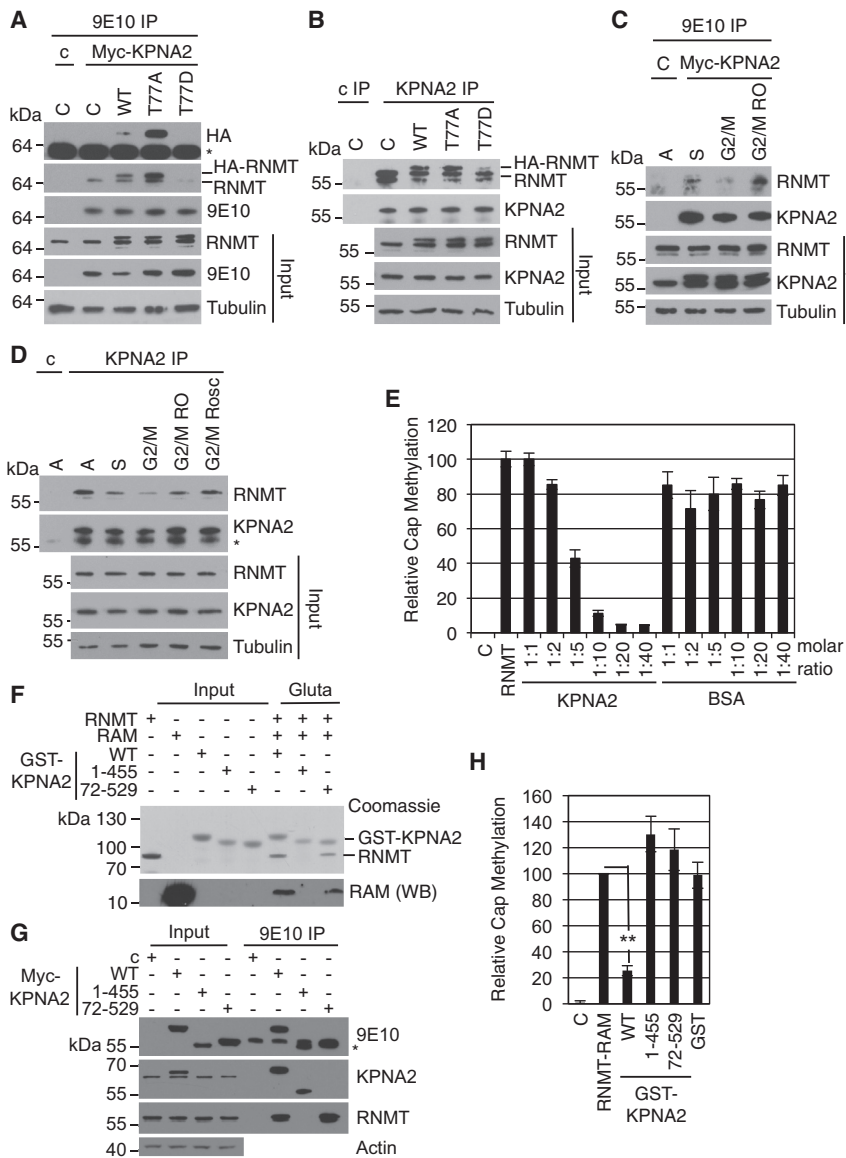 A
9E10 IP
c Myc-KPNA2
kDa C C WT T77A T77D
64 HA
*
64 HA-RNMT
RNMT
64 9E10
64 RNMT
64 9E10
64 Tubulin
Input
B
c IP KPNA2 IP
kDa C C WT T77A T77D
55 HA-RNMT
RNMT
55 KPNA2
55 RNMT
55 KPNA2
55 Tubulin
Input
C
9E10 IP
C Myc-KPNA2
kDa A S G2/M G2/M RO
55 RNMT
55 KPNA2
55 RNMT
55 KPNA2
55 Tubulin
Input
D
c KPNA2 IP
kDa A A S G2/M G2/M RO G2/M Rosc
55 RNMT
55 KPNA2
*
55 RNMT
55 KPNA2
55 Tubulin
Input
E
Relative Cap Methylation
120
100
80
60
40
20
0
C RNMT 1:1 1:2 1:5 1:10 1:20 1:40 1:1 1:2 1:5 1:10 1:20 1:40 molar
ratio
KPNA2 BSA
F
Input Gluta
RNMT + - - - - + + +
RAM - + - - - + + +
GST-
KPNA2
WT - - + - - + - -
1-455 - - - + - - + -
72-529 - - - - + - - +
Coomassie
kDa 130
100 GST-KPNA2
70 RNMT
10 RAM (WB)
G
Input 9E10 IP
c + - - - + - - -
Myc-
KPNA2
WT - + - - - + - -
1-455 - - + - - - + -
72-529 - - - + - - - +
kDa 55 9E10
*
70 KPNA2
55
55 RNMT
40 Actin
H
Relative Cap Methylation
160
140
120
100
80
60
40
20
0
**
C RNMT-RAM WT 1-455 72-529 GST
GST-
KPNA2